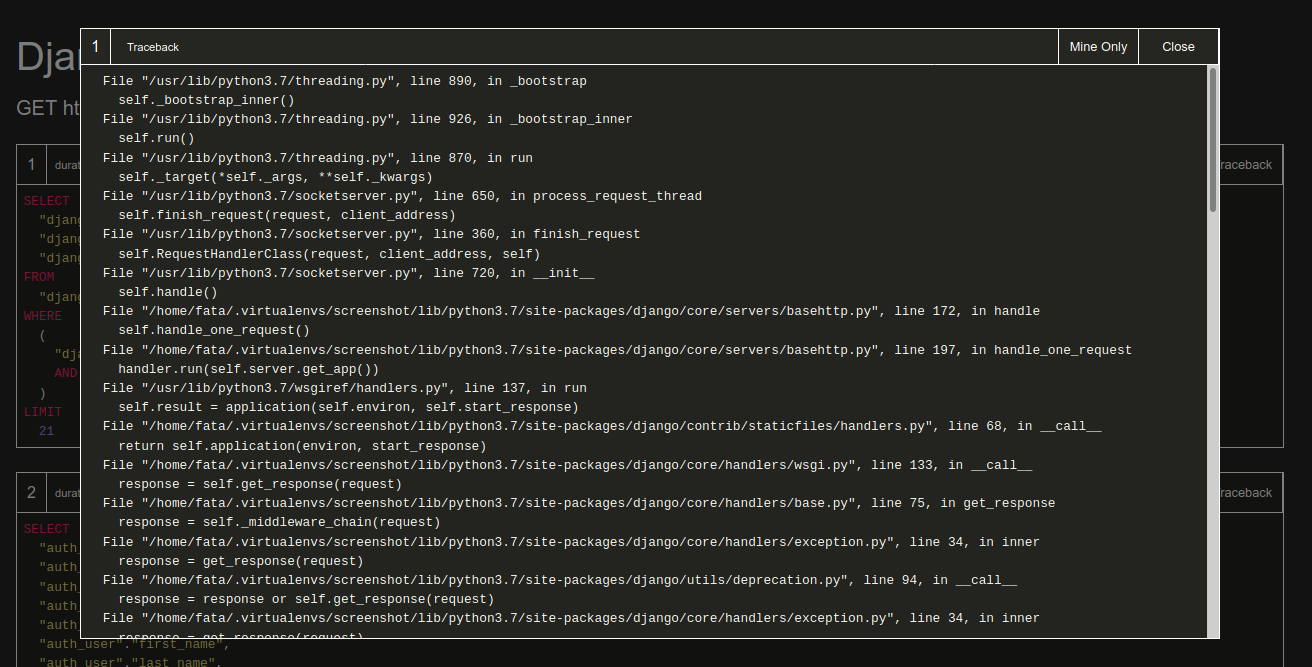 Djan
GET ht
1
Traceback
Mine Only
Close
File "/usr/lib/python3.7/threading.py", line 890, in _bootstrap
self._bootstrap_inner()
File "/usr/lib/python3.7/threading.py", line 926, in _bootstrap_inner
self.run()
File "/usr/lib/python3.7/threading.py", line 870, in run
self._target(*self._args, **self._kwargs)
File "/usr/lib/python3.7/socketserver.py", line 650, in process_request_thread
self.finish_request(request, client_address)
File "/usr/lib/python3.7/socketserver.py", line 360, in finish_request
self.RequestHandlerClass(request, client_address, self)
File "/usr/lib/python3.7/socketserver.py", line 720, in __init__
self.handle()
File "/home/fata/.virtualenvs/screenshot/lib/python3.7/site-packages/django/core/servers/basehttp.py", line 172, in handle
self.handle_one_request()
File "/home/fata/.virtualenvs/screenshot/lib/python3.7/site-packages/django/core/servers/basehttp.py", line 197, in handle_one_request
handler.run(self.server.get_app())
File "/usr/lib/python3.7/wsgiref/handlers.py", line 137, in run
self.result = application(self.environ, self.start_response)
File "/home/fata/.virtualenvs/screenshot/lib/python3.7/site-packages/django/contrib/staticfiles/handlers.py", line 68, in __call__
return self.application(environ, start_response)
File "/home/fata/.virtualenvs/screenshot/lib/python3.7/site-packages/django/core/handlers/wsgi.py", line 133, in __call__
response = self.get_response(request)
File "/home/fata/.virtualenvs/screenshot/lib/python3.7/site-packages/django/core/handlers/base.py", line 75, in get_response
response = self._middleware_chain(request)
File "/home/fata/.virtualenvs/screenshot/lib/python3.7/site-packages/django/core/handlers/exception.py", line 34, in inner
response = get_response(request)
File "/home/fata/.virtualenvs/screenshot/lib/python3.7/site-packages/django/utils/deprecation.py", line 94, in __call__
response = response or self.get_response(request)
File "/home/fata/.virtualenvs/screenshot/lib/python3.7/site-packages/django/core/handlers/exception.py", line 34, in inner
response = get_response(request)
1
durat
raceback
SELECT
"djang
"djang
"djang
FROM
"djang
WHERE
(
"dja
AND
)
LIMIT
21
2
durat
raceback
SELECT
"auth_
"auth_
"auth_
"auth_
"auth_
"auth_user"."first_name",
"auth_user"."last_name",